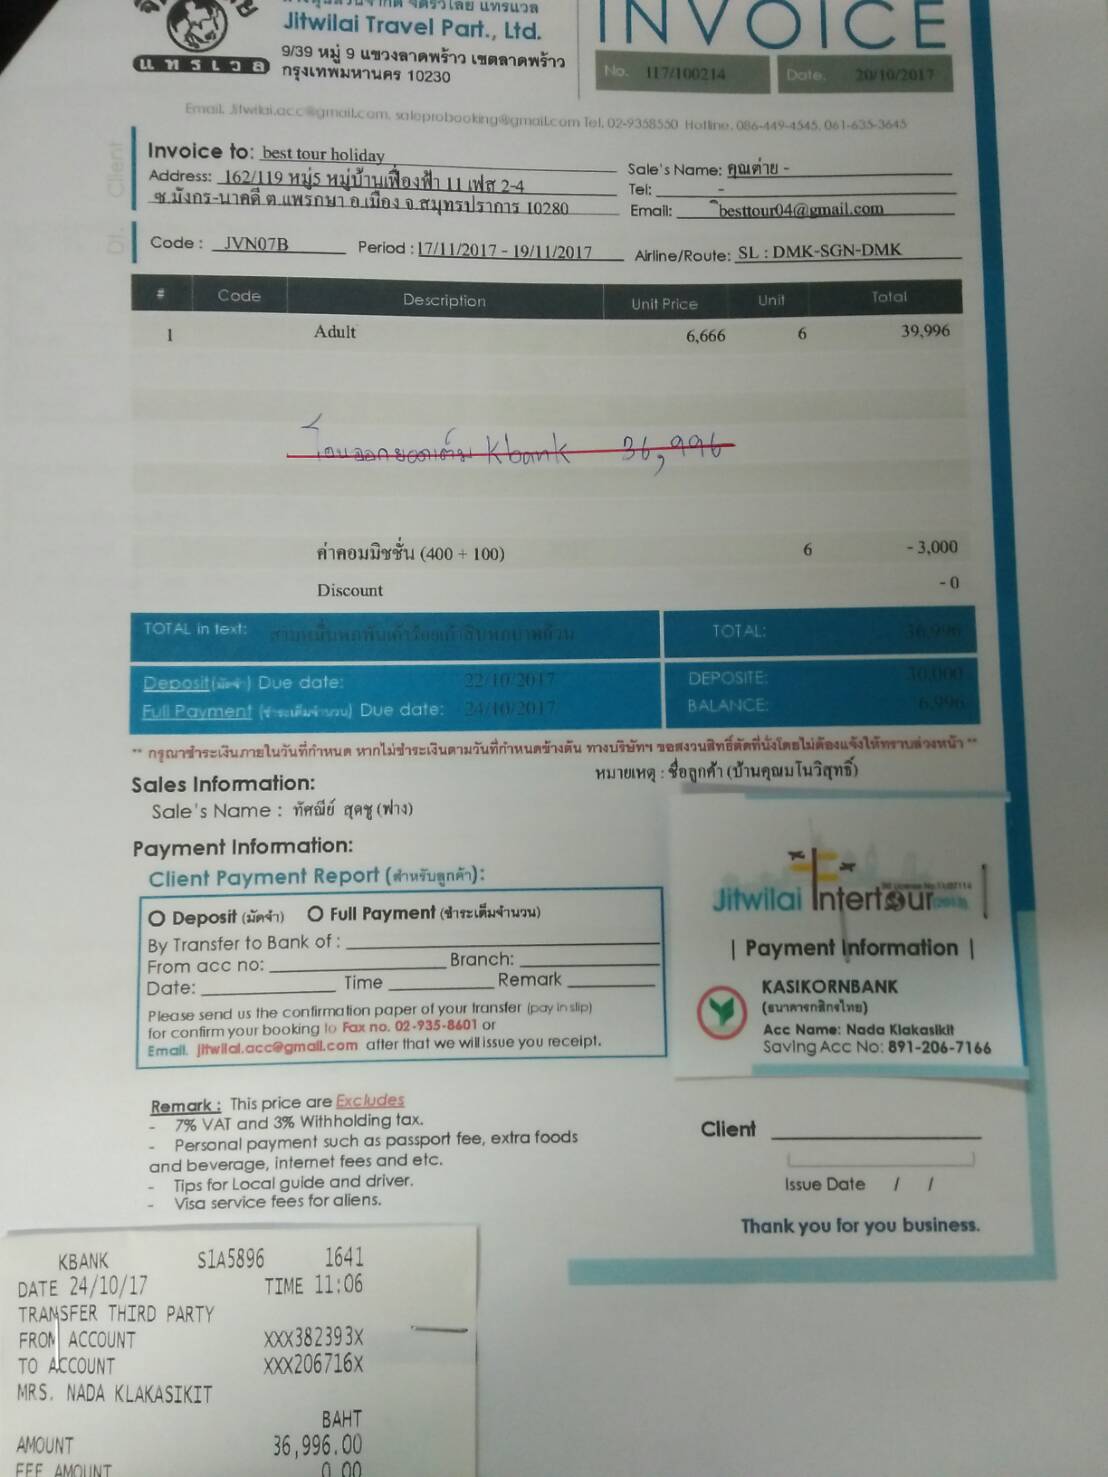 Jitwilai Travel Part., Ltd.
9/39 หมู่ 9 แขวงลาดพร้าว เขตลาดพร้าว
กรุงเทพมหานคร 10230
แทรเวล
INVOICE
No. 117/100214 Date. 20/10/2017
Email. Jitwilai.acc@gmail.com, saleprobooking@gmail.com Tel. 02-9358550 Hotline. 086-449-4545, 061-635-3645
Client
Invoice to: best tour holiday
Address: 162/119 หมู่5 หมู่บ้านเฟื่องฟ้า 11 เฟส 2-4
ซ.มังกร-นาคดี ต.แพรกษา อ.เมือง จ.สมุทรปราการ 10280
Sale's Name: คุณต่าย -
Tel: -
Email: besttour04@gmail.com
Code : JVN07B Period : 17/11/2017 - 19/11/2017 Airline/Route: SL : DMK-SGN-DMK
# Code Description Unit Price Unit Total
1 Adult 6,666 6 39,996
โอนออกยอดเต็ม Kbank 36,996
ค่าคอมมิชชั่น (400 + 100) 6 - 3,000
Discount - 0
TOTAL in text: สามหมื่นหกพันเก้าร้อยเก้าสิบหกบาทถ้วน TOTAL: 36,996
Deposit(มัดจำ) Due date: 22/10/2017 DEPOSITE: 30,000
Full Payment (ชำระเต็มจำนวน) Due date: 24/10/2017 BALANCE: 6,996
** กรุณาชำระเงินภายในวันที่กำหนด หากไม่ชำระเงินตามวันที่กำหนดข้างต้น ทางบริษัทฯ ขอสงวนสิทธิ์ตัดที่นั่งโดยไม่ต้องแจ้งให้ทราบล่วงหน้า **
หมายเหตุ : ชื่อลูกค้า (บ้านคุณมโนวิสุทธิ์)
Sales Information:
Sale's Name : ทัศณีย์ สุดชู (ฟาง)
Payment Information:
Client Payment Report (สำหรับลูกค้า):
Deposit (มัดจำ) Full Payment (ชำระเต็มจำนวน)
By Transfer to Bank of :
From acc no: Branch:
Date: Time Remark
Please send us the confirmation paper of your transfer (pay in slip)
for confirm your booking to Fax no. 02-935-8601 or
Email. jitwilai.acc@gmail.com after that we will issue you receipt.
Jitwilai Intertour
| Payment Information |
KASIKORNBANK
(ธนาคารกสิกรไทย)
Acc Name: Nada Klakasikit
Saving Acc No: 891-206-7166
Remark : This price are Excludes
- 7% VAT and 3% Withholding tax.
- Personal payment such as passport fee, extra foods
and beverage, internet fees and etc.
- Tips for Local guide and driver.
- Visa service fees for aliens.
Client
Issue Date / /
Thank you for you business.
KBANK S1A5896 1641
DATE 24/10/17 TIME 11:06
TRANSFER THIRD PARTY
FROM ACCOUNT XXX382393X
TO ACCOUNT XXX206716X
MRS. NADA KLAKASIKIT
BAHT
AMOUNT 36,996.00
FEE AMOUNT 0.00